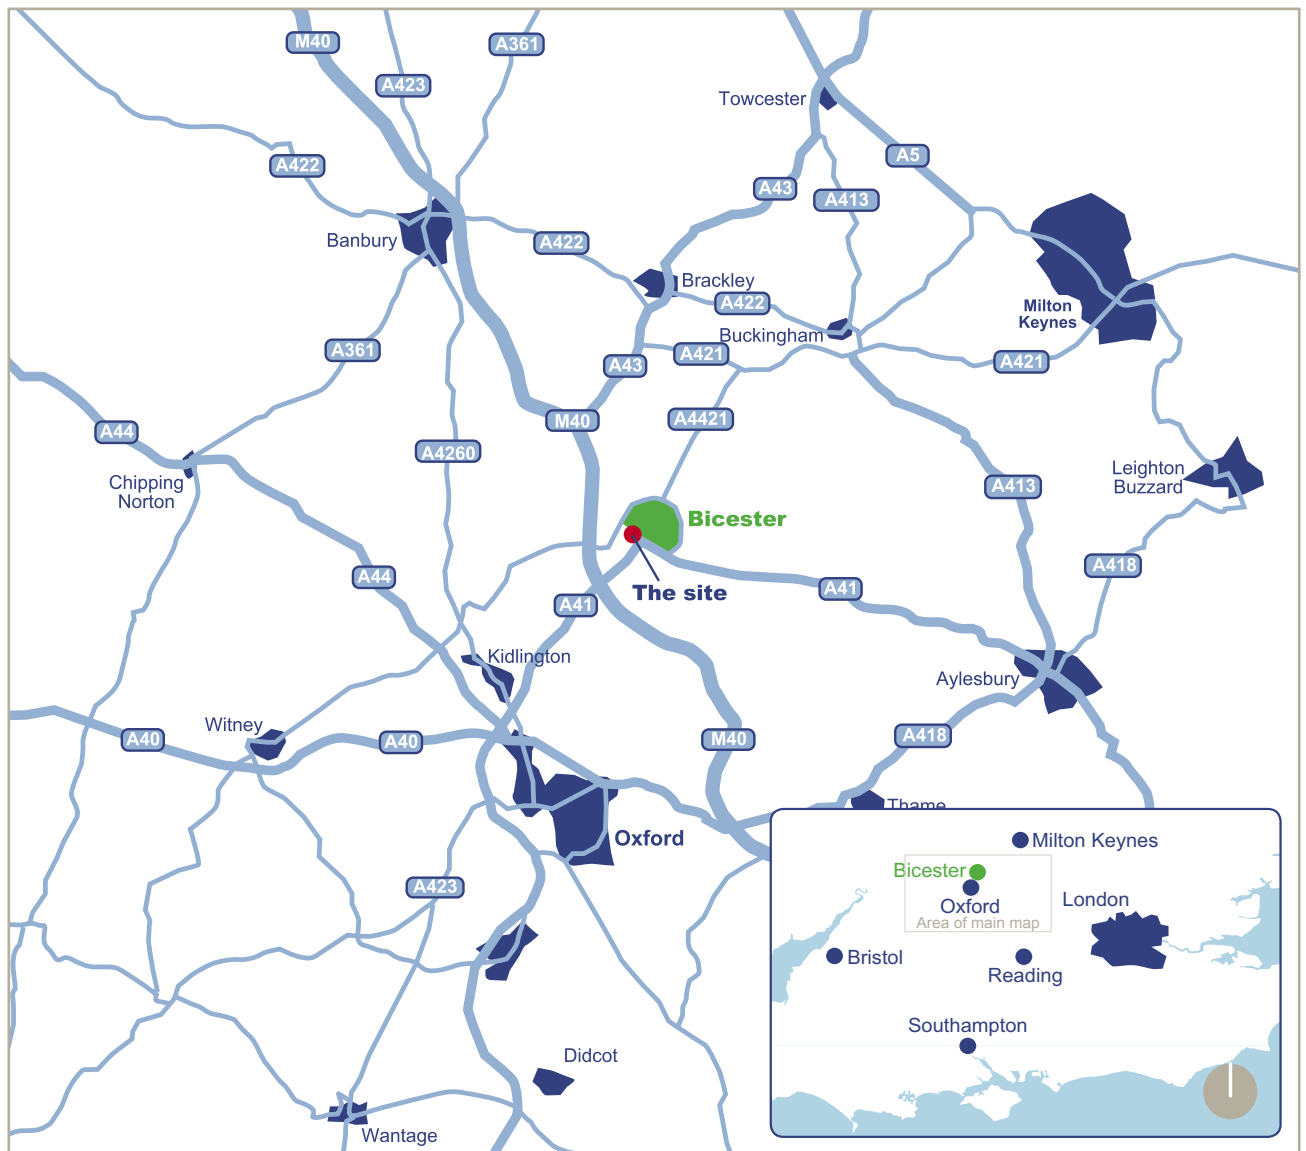 M40
A361
A423
Towcester
A5
A422
A43
A413
Banbury
A422
Brackley
A422
Milton
Keynes
Buckingham
A361
A421
A43
A421
A44
M40
A4421
A4260
Chipping
Norton
Leighton
Buzzard
A413
Bicester
A44
The site
A41
A418
A41
Kidlington
Aylesbury
Witney
A40
A40
M40
A418
Thame
Oxford
A423
Didcot
Wantage
Milton Keynes
Bicester
Oxford
Area of main map
London
Bristol
Reading
Southampton